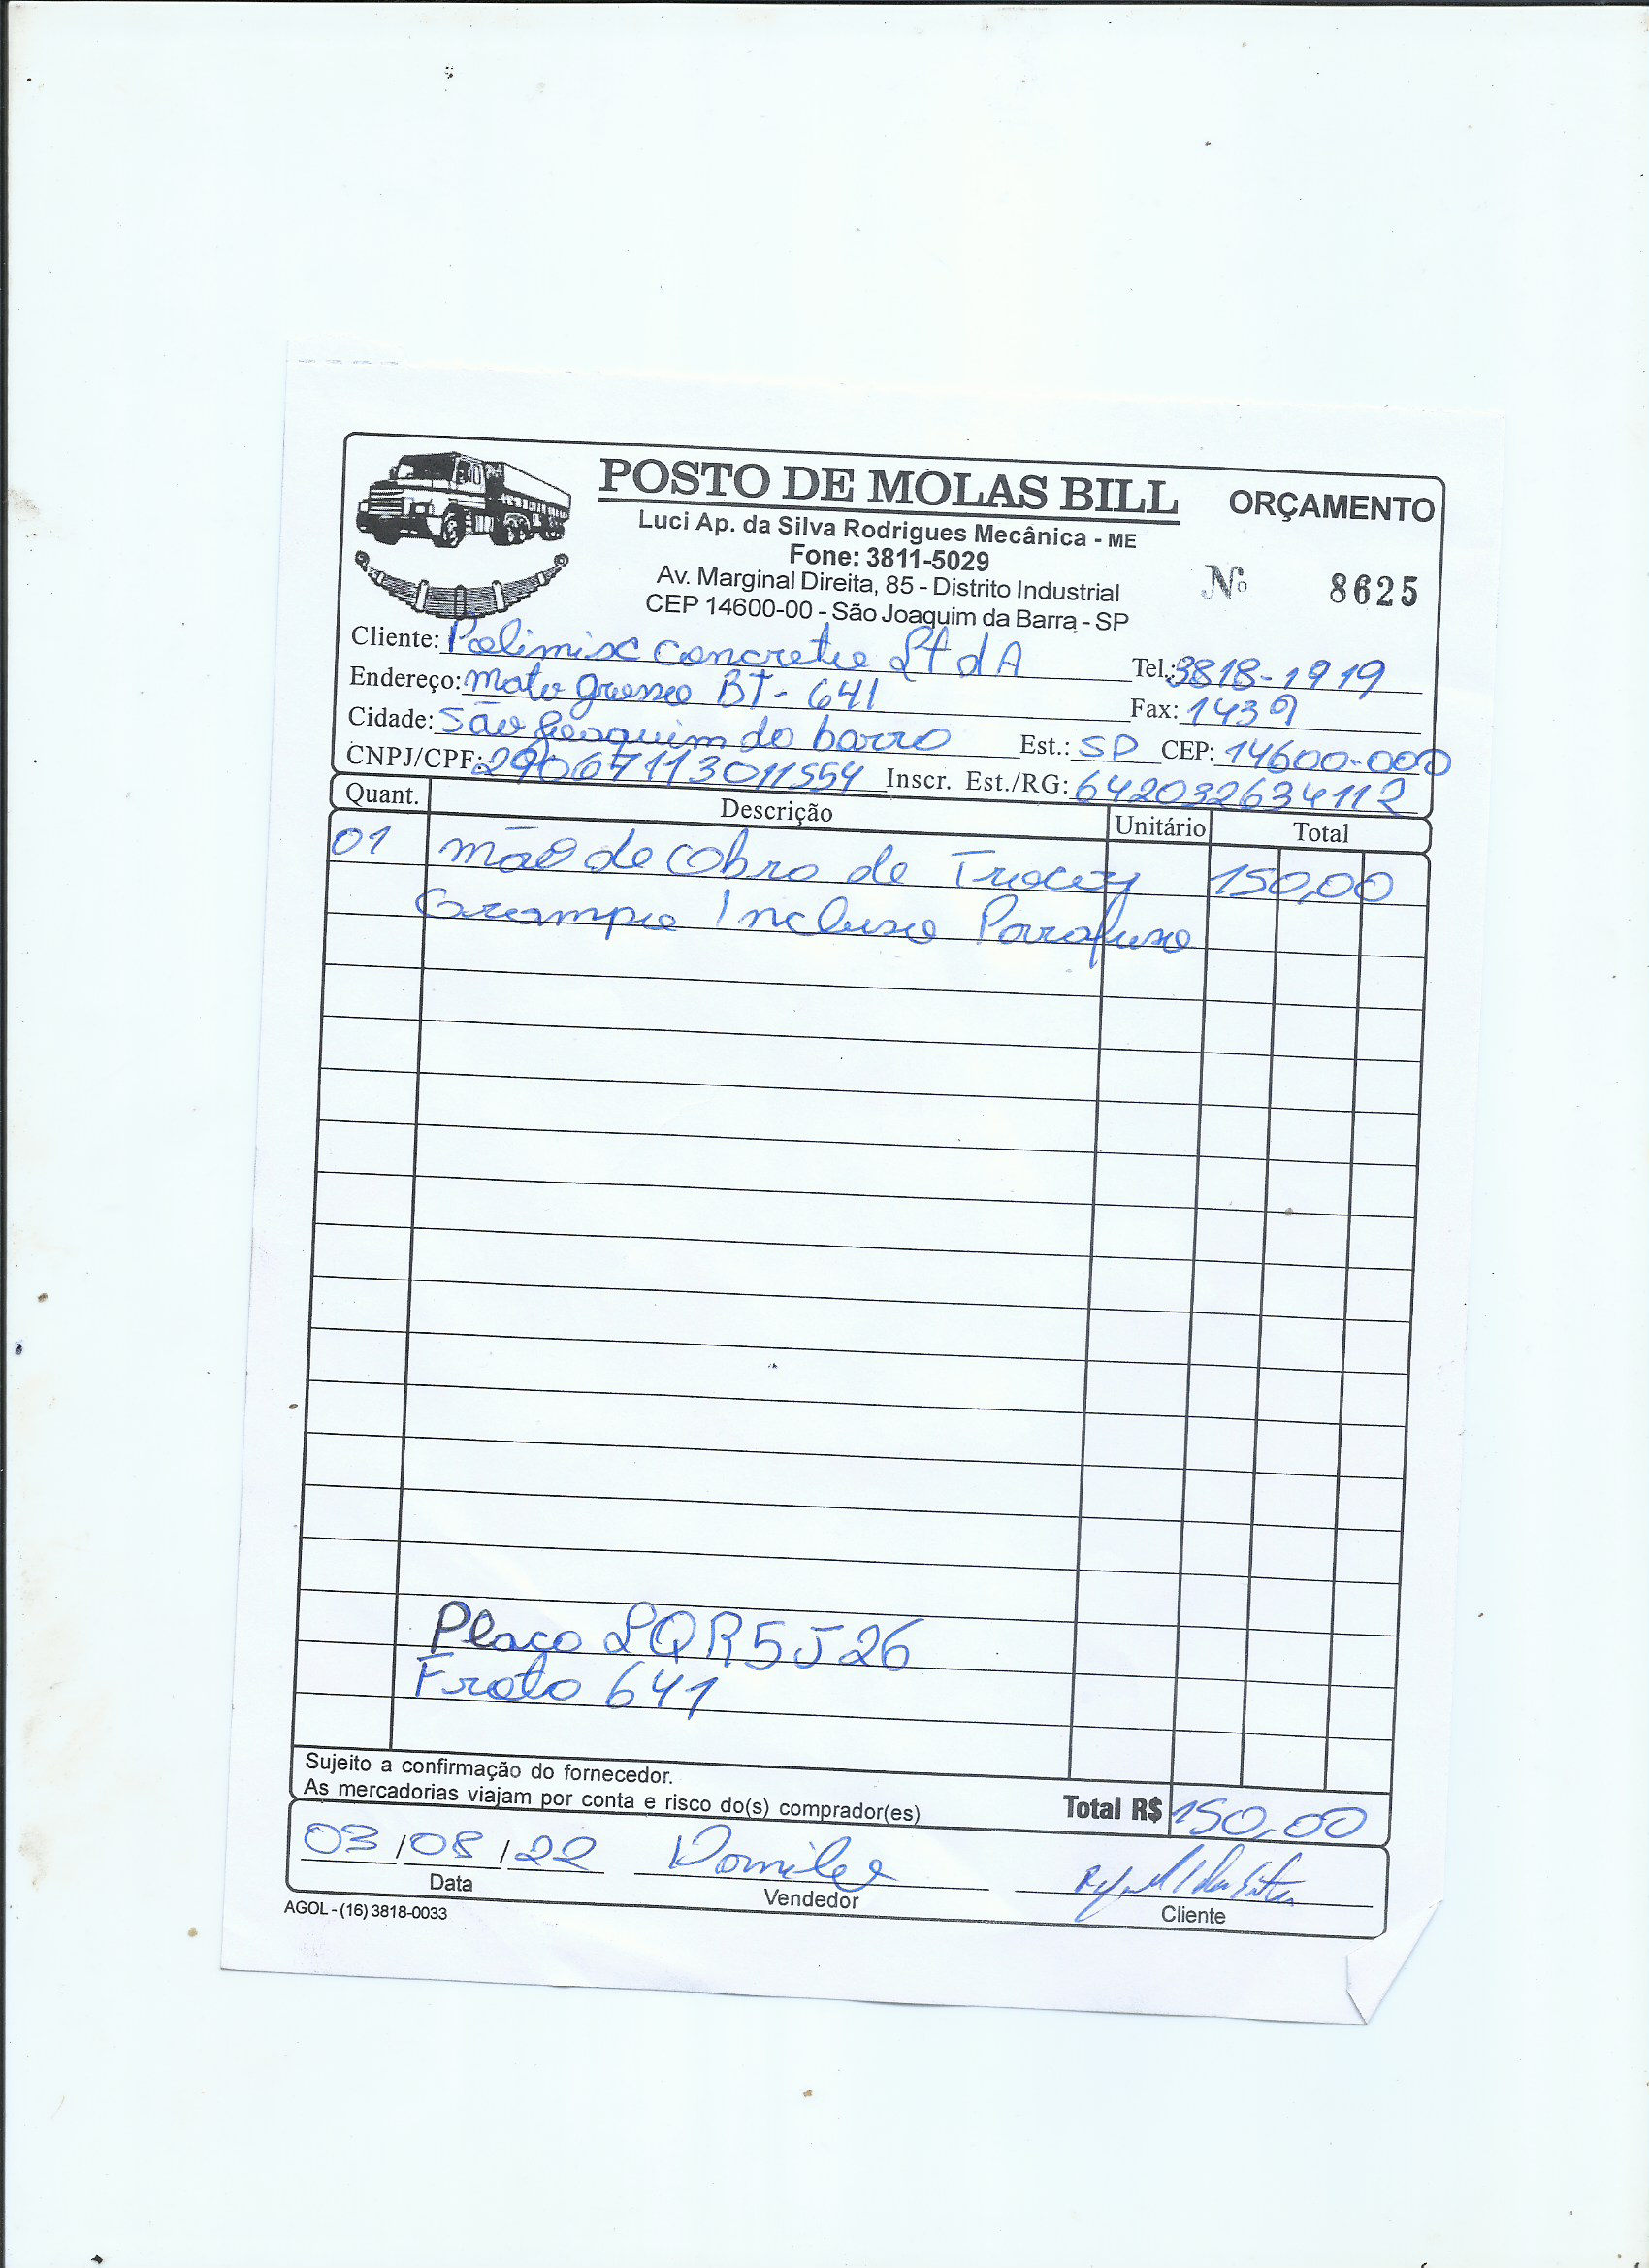 POSTO DE MOLAS BILL ORÇAMENTO
Luci Ap. da Silva Rodrigues Mecânica - ME
Fone: 3811-5029
Av. Marginal Direita, 85 - Distrito Industrial
CEP 14600-00 - São Joaquim da Barra - SP
Nº 8625
Cliente: Polimix concreto LtdA Tel.: 3818-1919
Endereço: Mato grosso BT- 641 Fax: 1439
Cidade: São Joaquim da barra Est.: SP CEP: 14600-000
CNPJ/CPF: 29067113011554 Inscr. Est./RG: 642032634112
Quant. Descrição Unitário Total
01 mão de Obra de Trocar 150,00
Grampo Incluso Parafuso
Placa LQR5J26
Frota 641
Sujeito a confirmação do fornecedor.
As mercadorias viajam por conta e risco do(s) comprador(es)
Total R$ 150,00
03/08/22
Data Vendedor Cliente
AGOL - (16) 3818-0033